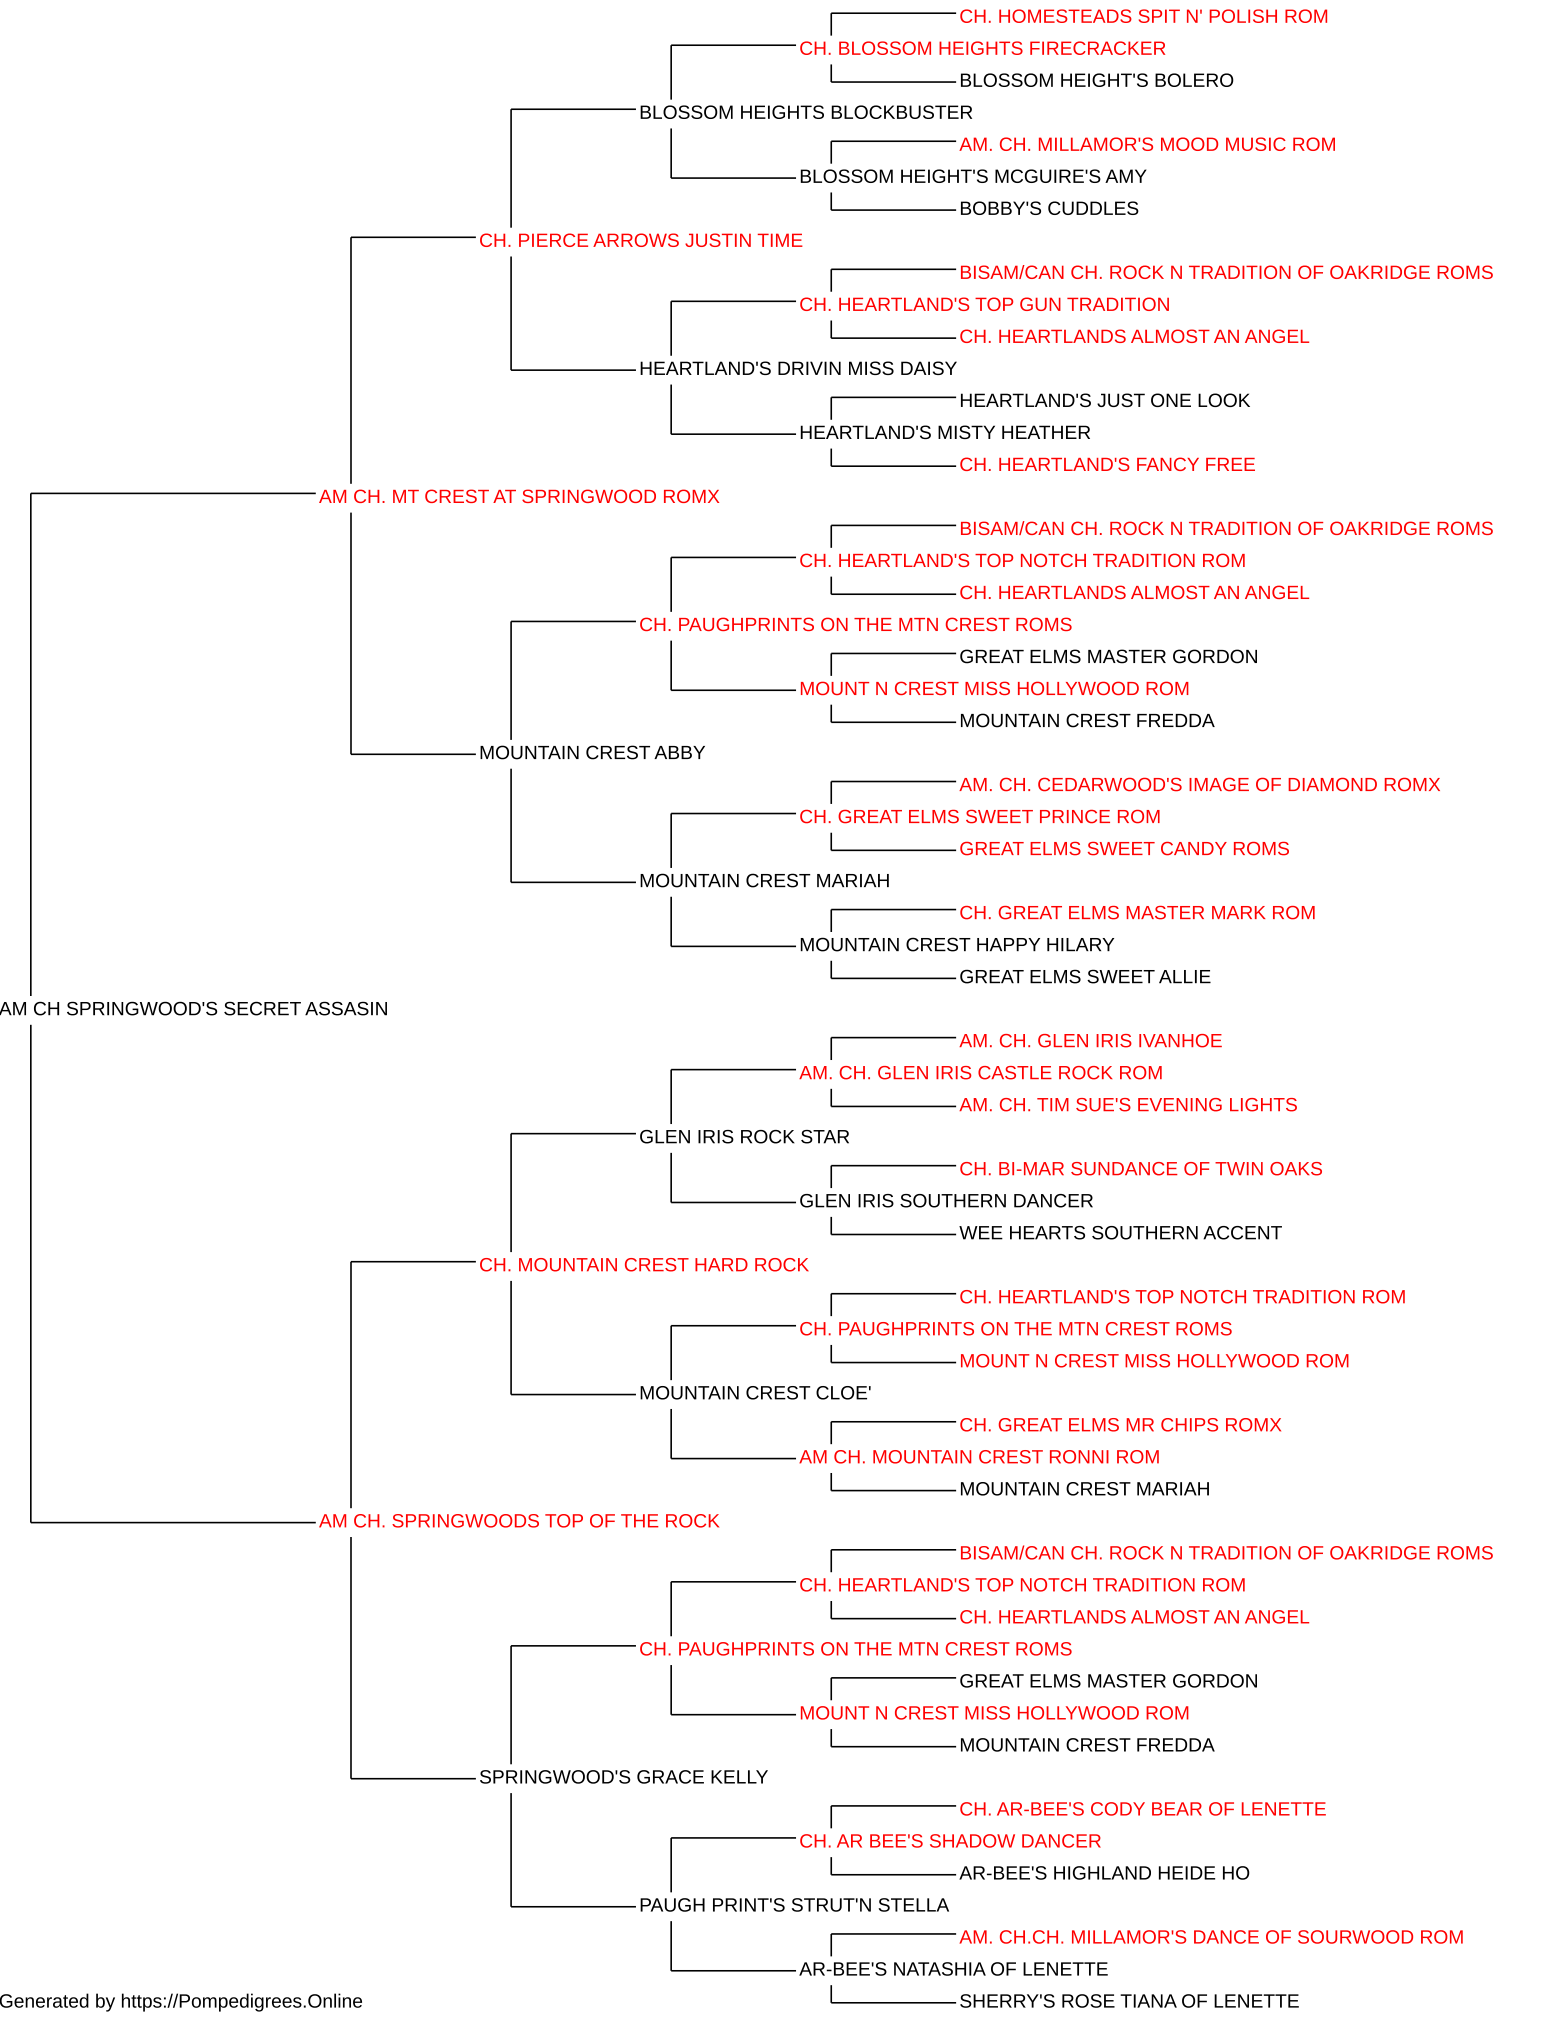 CH. HOMESTEADS SPIT N' POLISH ROM
CH. BLOSSOM HEIGHTS FIRECRACKER
BLOSSOM HEIGHT'S BOLERO
BLOSSOM HEIGHTS BLOCKBUSTER
AM. CH. MILLAMOR'S MOOD MUSIC ROM
BLOSSOM HEIGHT'S MCGUIRE'S AMY
BOBBY'S CUDDLES
CH. PIERCE ARROWS JUSTIN TIME
BISAM/CAN CH. ROCK N TRADITION OF OAKRIDGE ROMS
CH. HEARTLAND'S TOP GUN TRADITION
CH. HEARTLANDS ALMOST AN ANGEL
HEARTLAND'S DRIVIN MISS DAISY
HEARTLAND'S JUST ONE LOOK
HEARTLAND'S MISTY HEATHER
CH. HEARTLAND'S FANCY FREE
AM CH. MT CREST AT SPRINGWOOD ROMX
BISAM/CAN CH. ROCK N TRADITION OF OAKRIDGE ROMS
CH. HEARTLAND'S TOP NOTCH TRADITION ROM
CH. HEARTLANDS ALMOST AN ANGEL
CH. PAUGHPRINTS ON THE MTN CREST ROMS
GREAT ELMS MASTER GORDON
MOUNT N CREST MISS HOLLYWOOD ROM
MOUNTAIN CREST FREDDA
MOUNTAIN CREST ABBY
AM. CH. CEDARWOOD'S IMAGE OF DIAMOND ROMX
CH. GREAT ELMS SWEET PRINCE ROM
GREAT ELMS SWEET CANDY ROMS
MOUNTAIN CREST MARIAH
CH. GREAT ELMS MASTER MARK ROM
MOUNTAIN CREST HAPPY HILARY
GREAT ELMS SWEET ALLIE
AM CH SPRINGWOOD'S SECRET ASSASIN
AM. CH. GLEN IRIS IVANHOE
AM. CH. GLEN IRIS CASTLE ROCK ROM
AM. CH. TIM SUE'S EVENING LIGHTS
GLEN IRIS ROCK STAR
CH. BI-MAR SUNDANCE OF TWIN OAKS
GLEN IRIS SOUTHERN DANCER
WEE HEARTS SOUTHERN ACCENT
CH. MOUNTAIN CREST HARD ROCK
CH. HEARTLAND'S TOP NOTCH TRADITION ROM
CH. PAUGHPRINTS ON THE MTN CREST ROMS
MOUNT N CREST MISS HOLLYWOOD ROM
MOUNTAIN CREST CLOE'
CH. GREAT ELMS MR CHIPS ROMX
AM CH. MOUNTAIN CREST RONNI ROM
MOUNTAIN CREST MARIAH
AM CH. SPRINGWOODS TOP OF THE ROCK
BISAM/CAN CH. ROCK N TRADITION OF OAKRIDGE ROMS
CH. HEARTLAND'S TOP NOTCH TRADITION ROM
CH. HEARTLANDS ALMOST AN ANGEL
CH. PAUGHPRINTS ON THE MTN CREST ROMS
GREAT ELMS MASTER GORDON
MOUNT N CREST MISS HOLLYWOOD ROM
MOUNTAIN CREST FREDDA
SPRINGWOOD'S GRACE KELLY
CH. AR-BEE'S CODY BEAR OF LENETTE
CH. AR BEE'S SHADOW DANCER
AR-BEE'S HIGHLAND HEIDE HO
PAUGH PRINT'S STRUT'N STELLA
AM. CH.CH. MILLAMOR'S DANCE OF SOURWOOD ROM
AR-BEE'S NATASHIA OF LENETTE
SHERRY'S ROSE TIANA OF LENETTE
Generated by https://Pompedigrees.Online